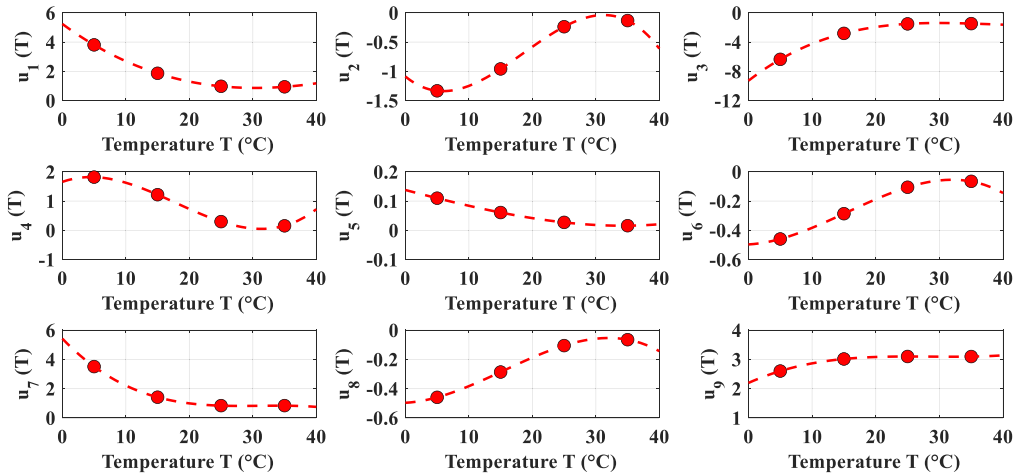 6
4
2
0
u1 (T)
0 10 20 30 40
Temperature T (°C)
0
-0.5
-1
-1.5
u2 (T)
0 10 20 30 40
Temperature T (°C)
0
-4
-8
-12
u3 (T)
0 10 20 30 40
Temperature T (°C)
2
1
0
-1
u4 (T)
0 10 20 30 40
Temperature T (°C)
0.2
0.1
0
-0.1
u5 (T)
0 10 20 30 40
Temperature T (°C)
0
-0.2
-0.4
-0.6
u6 (T)
0 10 20 30 40
Temperature T (°C)
6
4
2
0
u7 (T)
0 10 20 30 40
Temperature T (°C)
0
-0.2
-0.4
-0.6
u8 (T)
0 10 20 30 40
Temperature T (°C)
4
3
2
1
u9 (T)
0 10 20 30 40
Temperature T (°C)